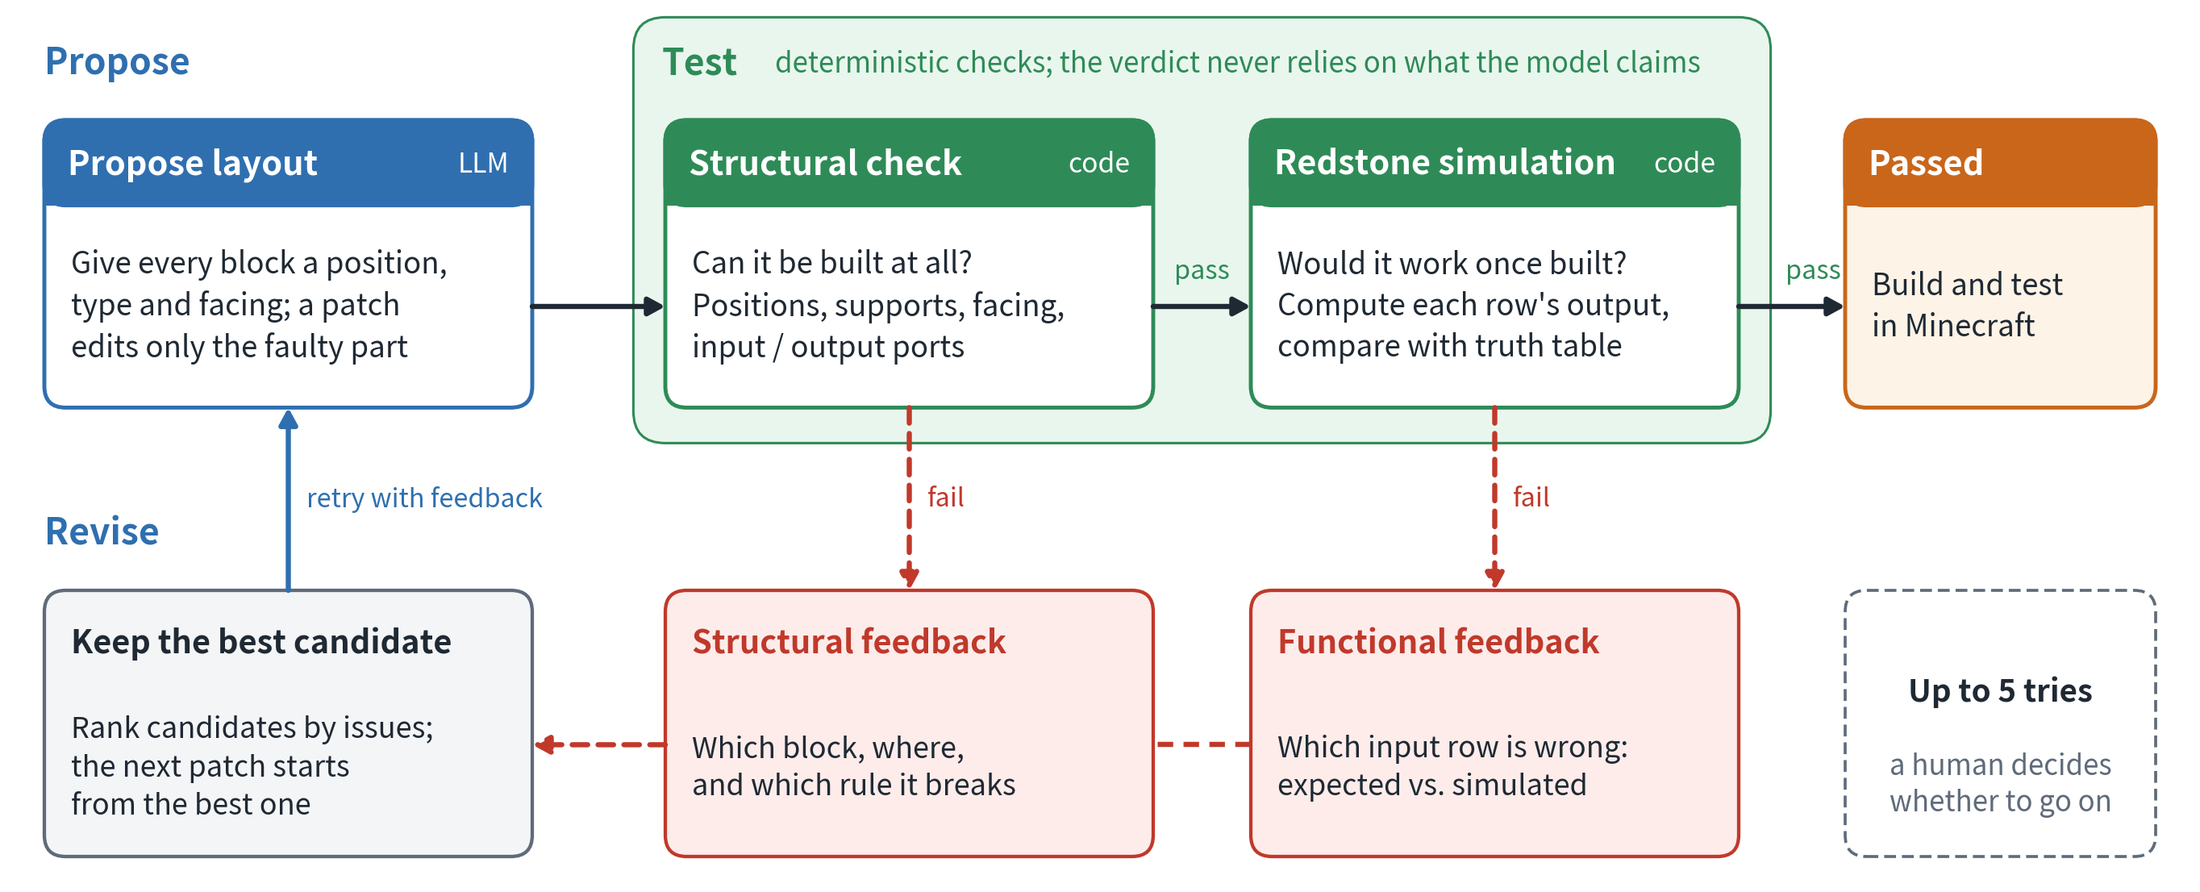 Propose
Test deterministic checks; the verdict never relies on what the model claims
Propose layout LLM
Give every block a position,
type and facing; a patch
edits only the faulty part
Structural check code
Can it be built at all?
Positions, supports, facing,
input / output ports
pass
Redstone simulation code
Would it work once built?
Compute each row's output,
compare with truth table
pass
Passed
Build and test
in Minecraft
retry with feedback
fail
fail
Revise
Keep the best candidate
Rank candidates by issues;
the next patch starts
from the best one
Structural feedback
Which block, where,
and which rule it breaks
Functional feedback
Which input row is wrong:
expected vs. simulated
Up to 5 tries
a human decides
whether to go on